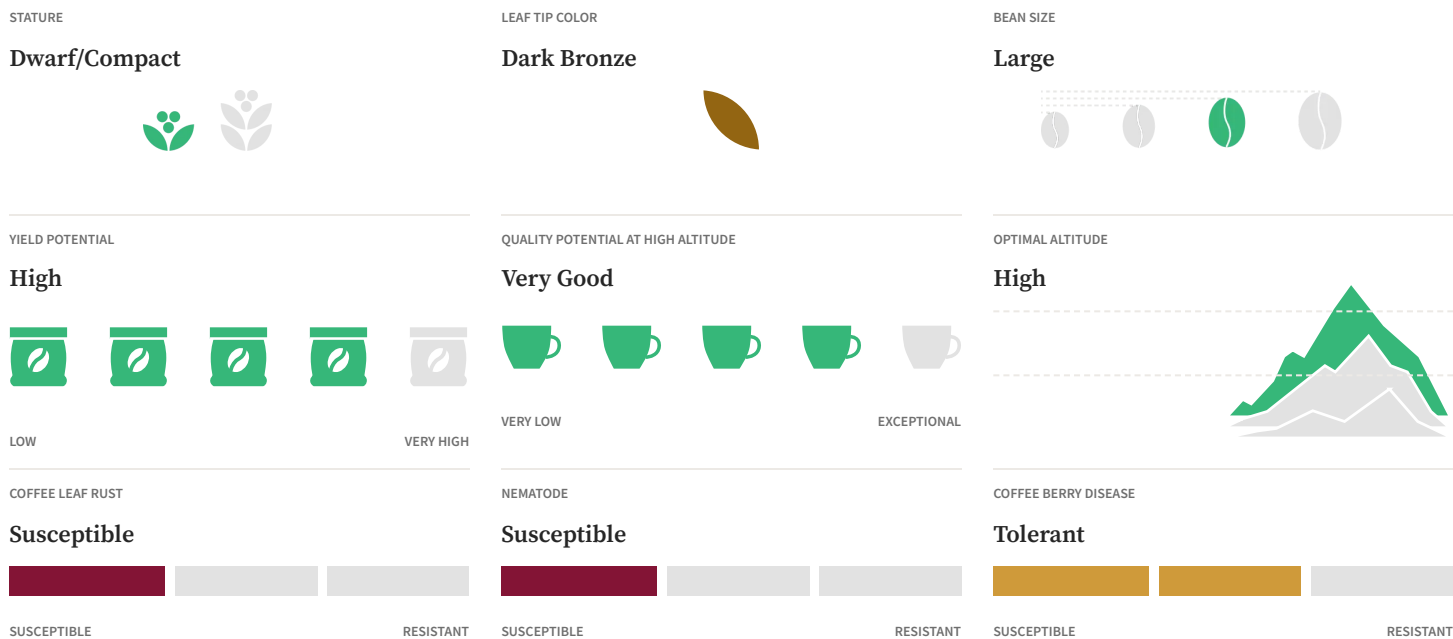 STATURE
Dwarf/Compact
LEAF TIP COLOR
Dark Bronze
BEAN SIZE
Large
YIELD POTENTIAL
High
LOW
VERY HIGH
QUALITY POTENTIAL AT HIGH ALTITUDE
Very Good
VERY LOW
EXCEPTIONAL
OPTIMAL ALTITUDE
High
COFFEE LEAF RUST
Susceptible
SUSCEPTIBLE
RESISTANT
NEMATODE
Susceptible
SUSCEPTIBLE
RESISTANT
COFFEE BERRY DISEASE
Tolerant
SUSCEPTIBLE
RESISTANT